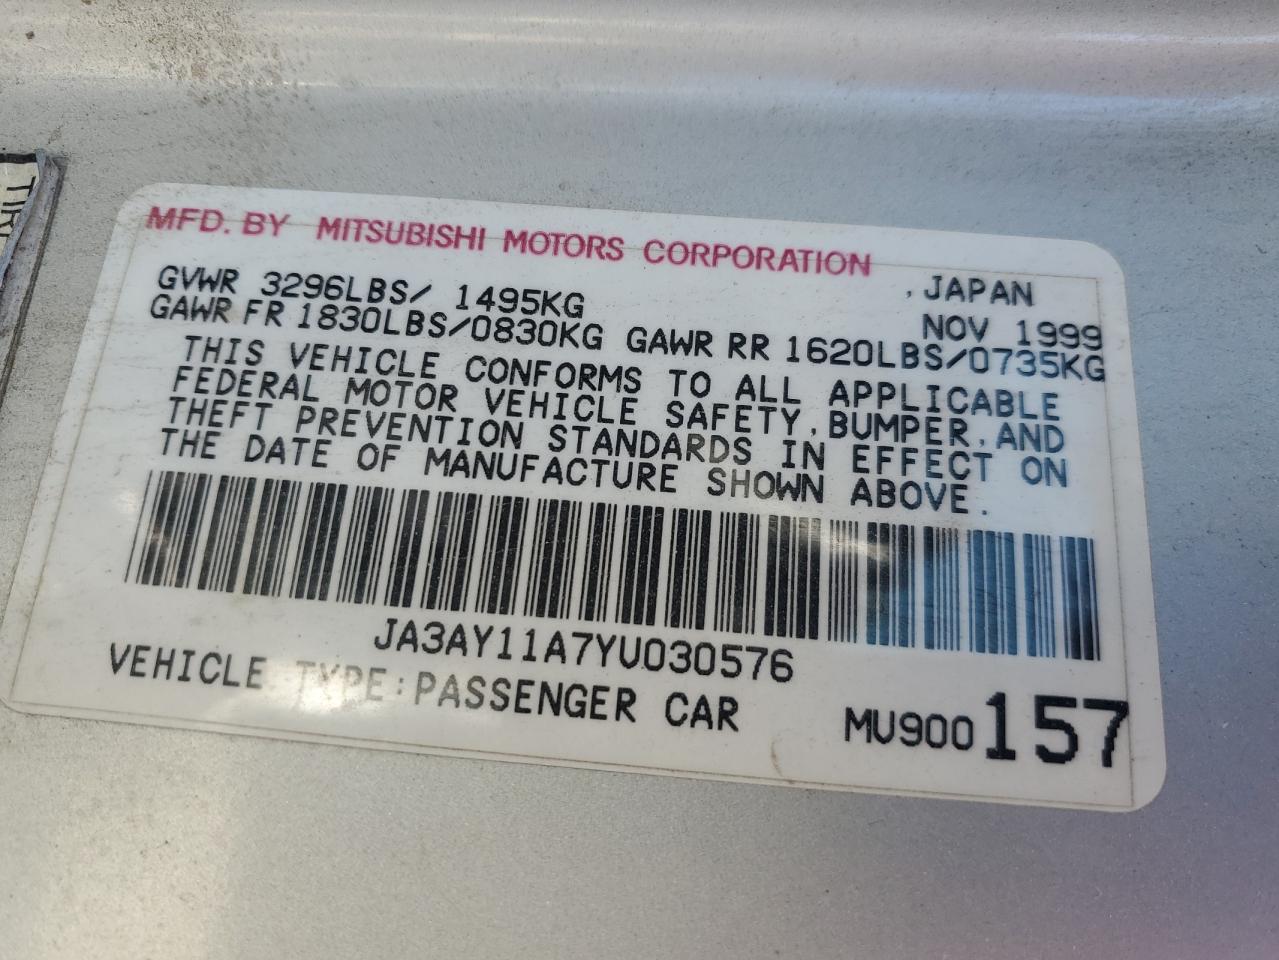 TIR
MFD. BY MITSUBISHI MOTORS CORPORATION
, JAPAN
GVWR 3296LBS/ 1495KG NOV 1999
GAWR FR 1830LBS/0830KG GAWR RR 1620LBS/0735KG
THIS VEHICLE CONFORMS TO ALL APPLICABLE
FEDERAL MOTOR VEHICLE SAFETY, BUMPER, AND
THEFT PREVENTION STANDARDS IN EFFECT ON
THE DATE OF MANUFACTURE SHOWN ABOVE.
JA3AY11A7YU030576
VEHICLE TYPE: PASSENGER CAR
MU900157